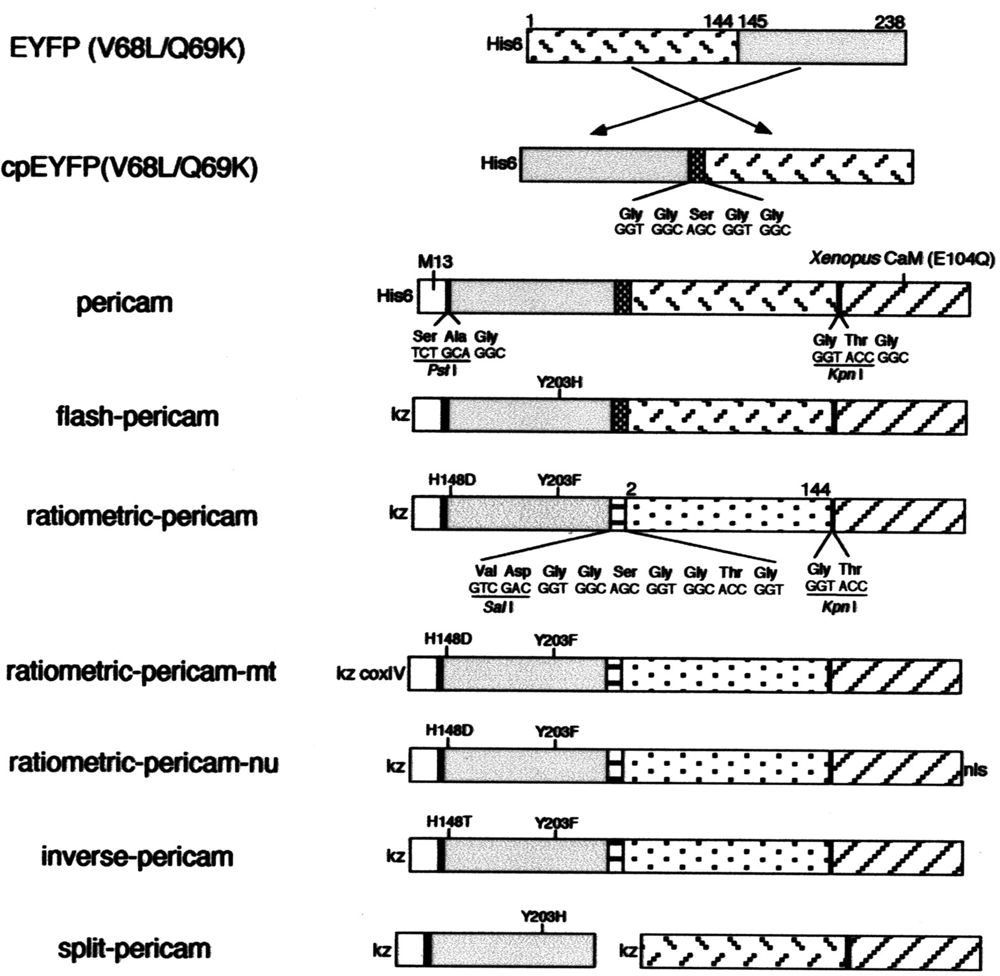 1 144 145 238
EYFP (V68L/Q69K) His6
cpEYFP(V68L/Q69K) His6
Gly Gly Ser Gly Gly
GGT GGC AGC GGT GGC
M13 Xenopus CaM (E104Q)
pericam His6
Ser Ala Gly Gly Thr Gly
TCT GCA GGC GGT ACC GGC
Pst I Kpn I
Y203H
flash-pericam kz
H148D Y203F 2 144
ratiometric-pericam kz
Val Asp Gly Gly Ser Gly Gly Thr Gly Gly Thr
GTC GAC GGT GGC AGC GGT GGC ACC GGT GGT ACC
Sal I Kpn I
H148D Y203F
ratiometric-pericam-mt kz coxIV
H148D Y203F
ratiometric-pericam-nu kz nls
H148T Y203F
inverse-pericam kz
Y203H
split-pericam kz kz